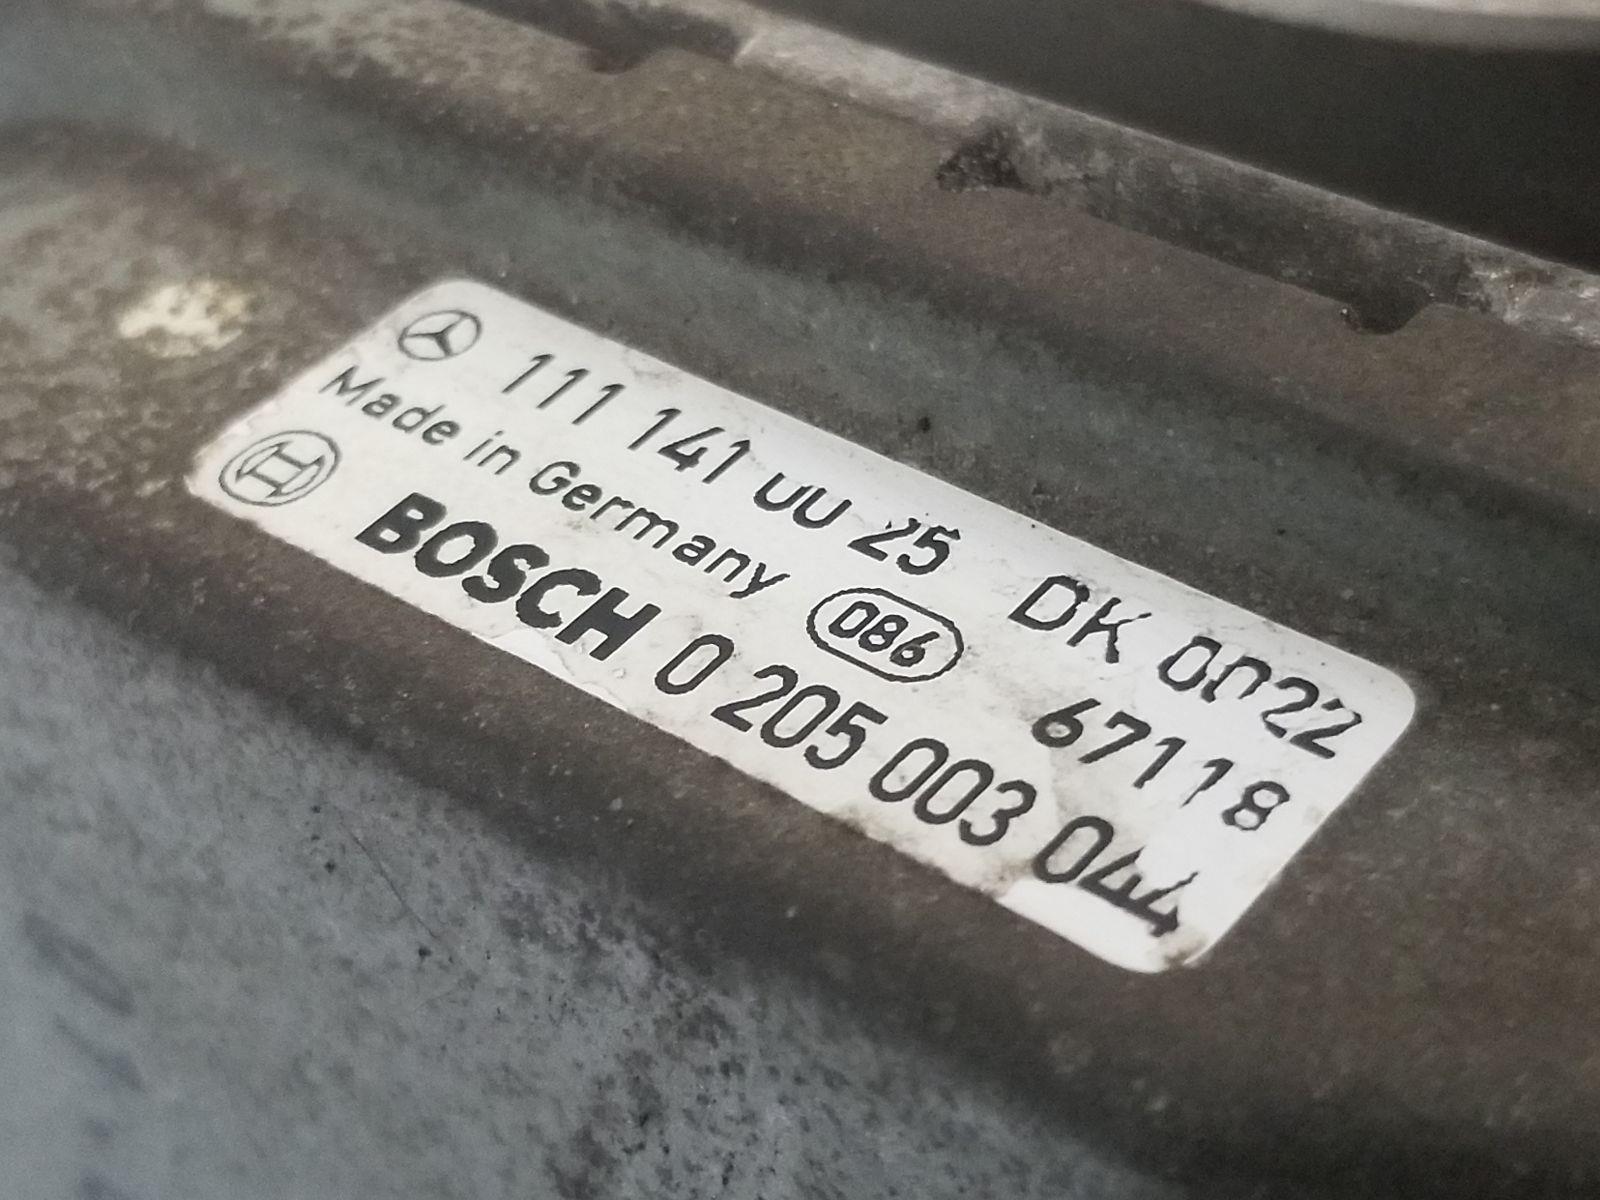 111 141 00 25 DK 0022
Made in Germany 086 67118
BOSCH 0 205 003 044